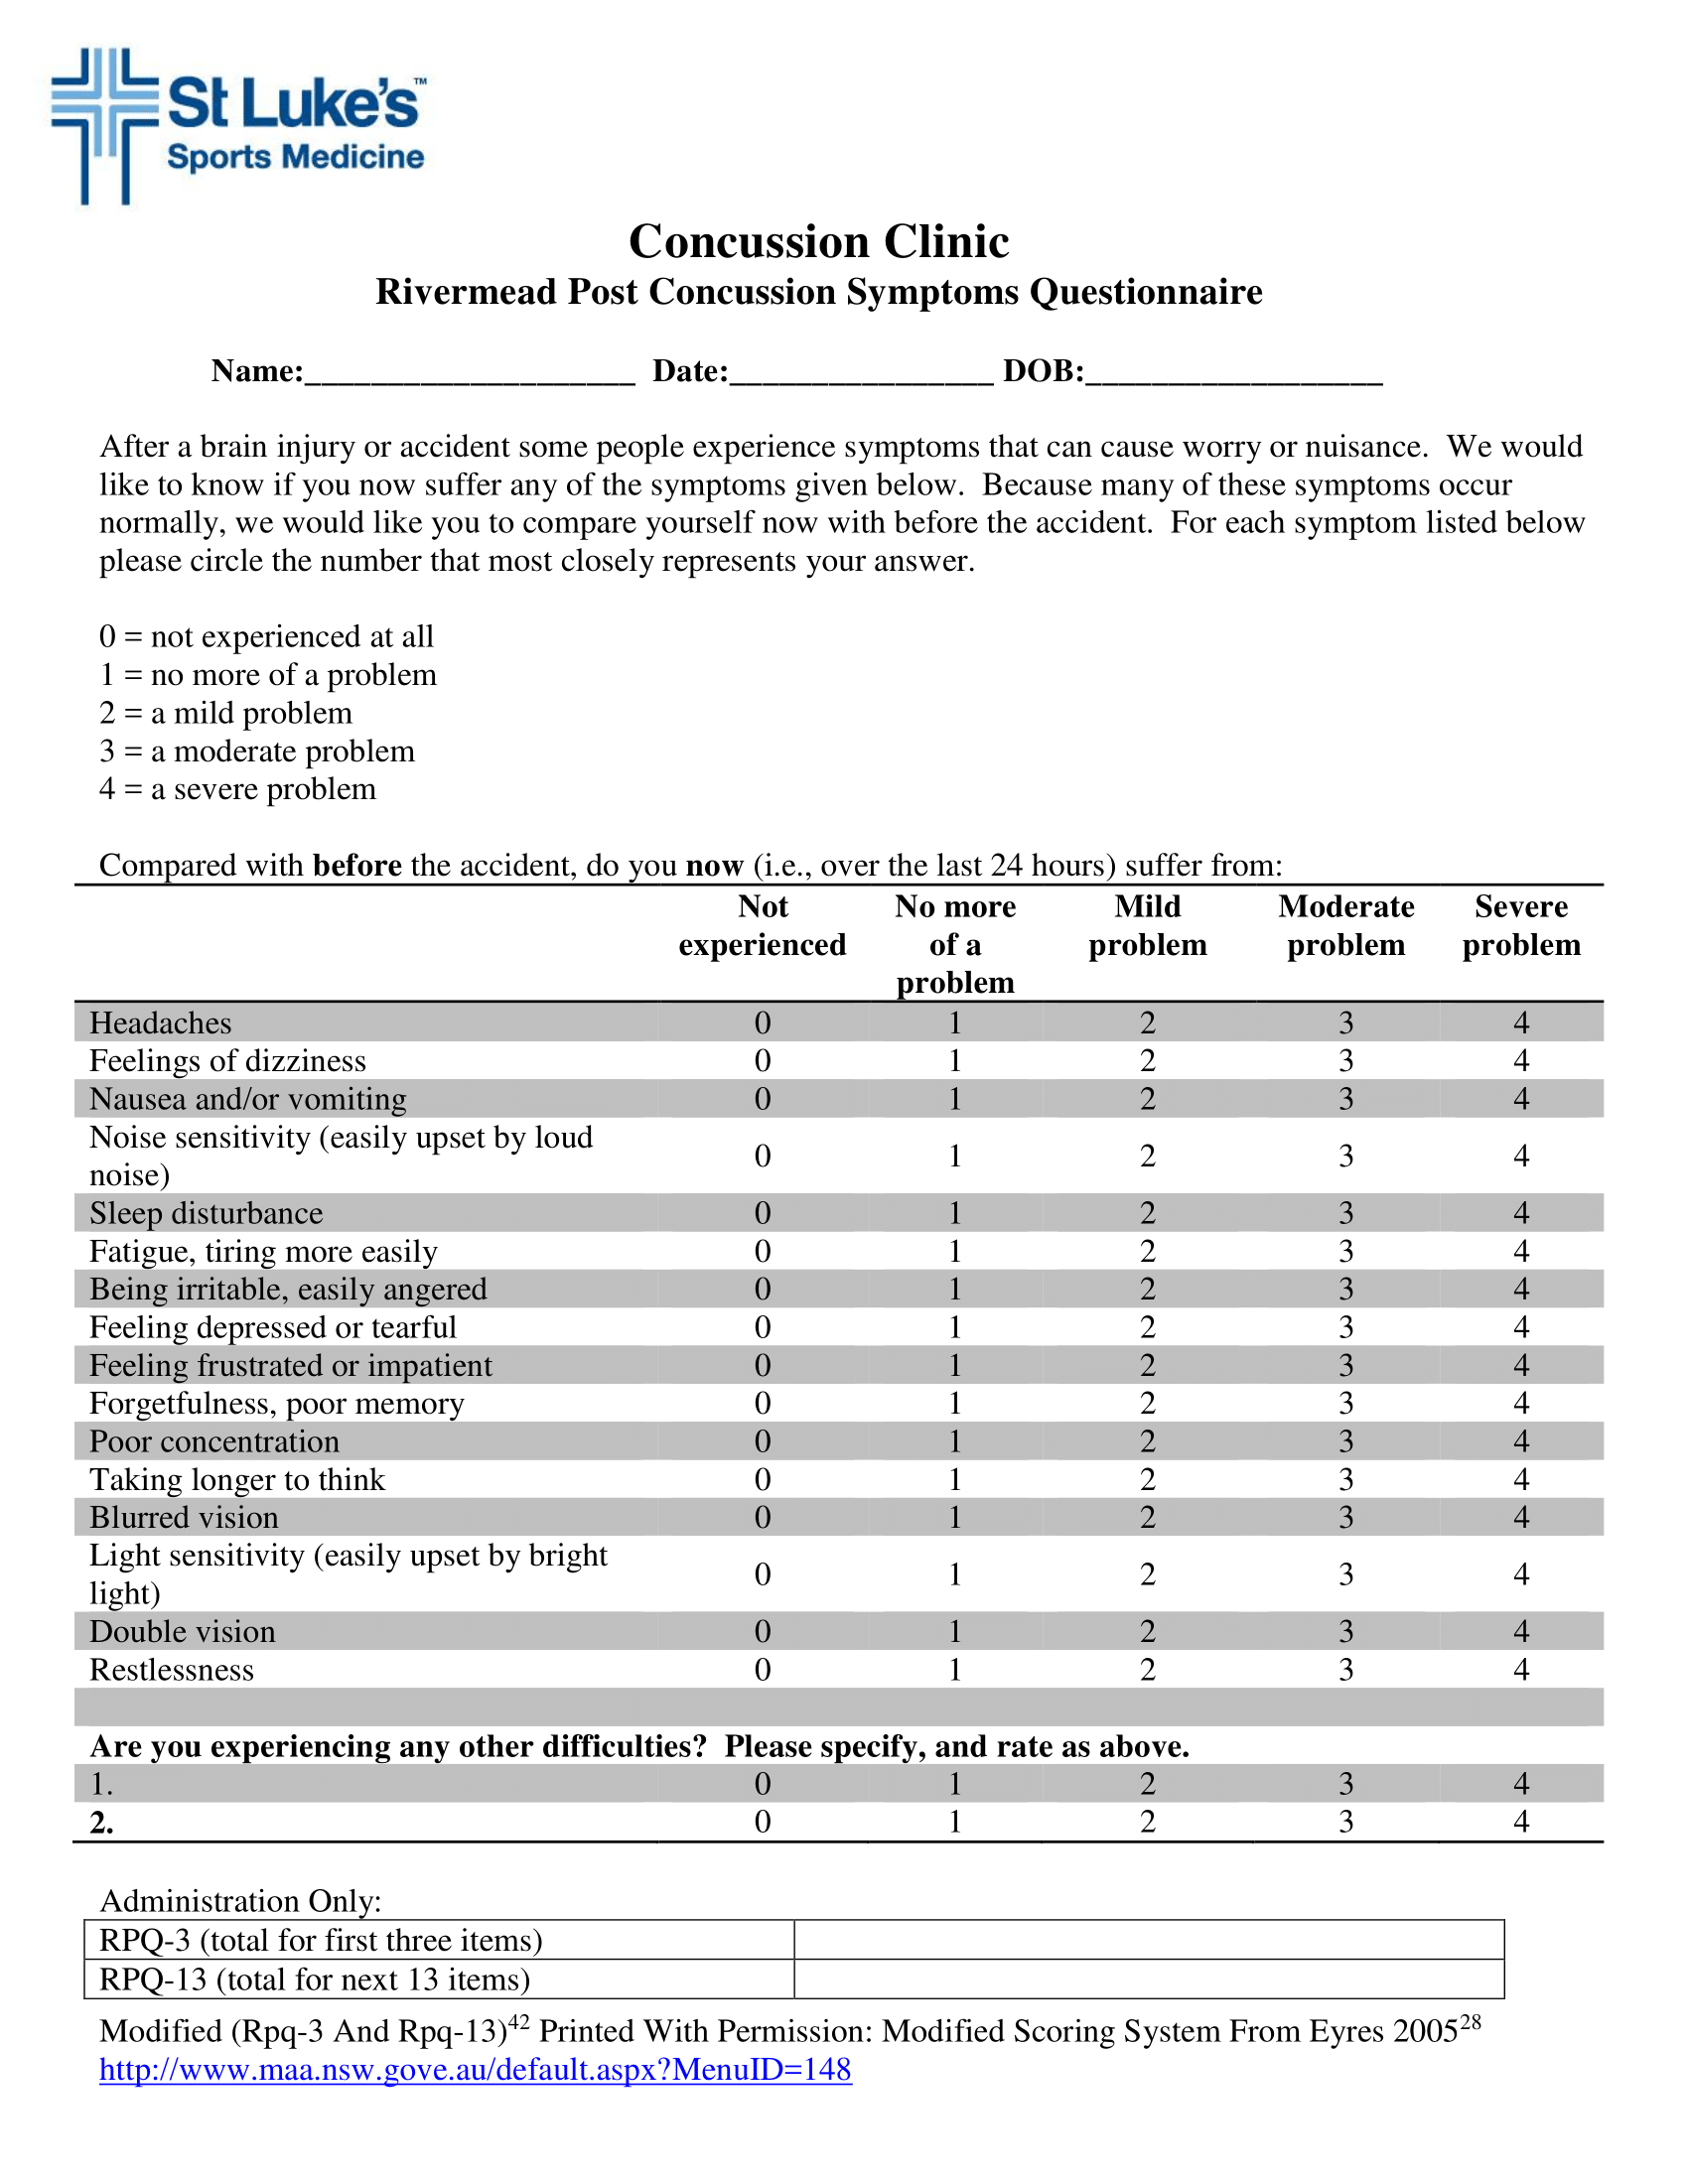 St Luke's™
Sports Medicine
Concussion Clinic
Rivermead Post Concussion Symptoms Questionnaire
Name:____________________ Date:________________ DOB:__________________
After a brain injury or accident some people experience symptoms that can cause worry or nuisance.  We would
like to know if you now suffer any of the symptoms given below.  Because many of these symptoms occur
normally, we would like you to compare yourself now with before the accident.  For each symptom listed below
please circle the number that most closely represents your answer.
0 = not experienced at all
1 = no more of a problem
2 = a mild problem
3 = a moderate problem
4 = a severe problem
Compared with before the accident, do you now (i.e., over the last 24 hours) suffer from:
Not No more Mild Moderate Severe
experienced of a problem problem problem
problem
Headaches 0 1 2 3 4
Feelings of dizziness 0 1 2 3 4
Nausea and/or vomiting 0 1 2 3 4
Noise sensitivity (easily upset by loud
noise) 0 1 2 3 4
Sleep disturbance 0 1 2 3 4
Fatigue, tiring more easily 0 1 2 3 4
Being irritable, easily angered 0 1 2 3 4
Feeling depressed or tearful 0 1 2 3 4
Feeling frustrated or impatient 0 1 2 3 4
Forgetfulness, poor memory 0 1 2 3 4
Poor concentration 0 1 2 3 4
Taking longer to think 0 1 2 3 4
Blurred vision 0 1 2 3 4
Light sensitivity (easily upset by bright
light) 0 1 2 3 4
Double vision 0 1 2 3 4
Restlessness 0 1 2 3 4
Are you experiencing any other difficulties?  Please specify, and rate as above.
1. 0 1 2 3 4
2. 0 1 2 3 4
Administration Only:
RPQ-3 (total for first three items)
RPQ-13 (total for next 13 items)
Modified (Rpq-3 And Rpq-13)42 Printed With Permission: Modified Scoring System From Eyres 200528
http://www.maa.nsw.gove.au/default.aspx?MenuID=148